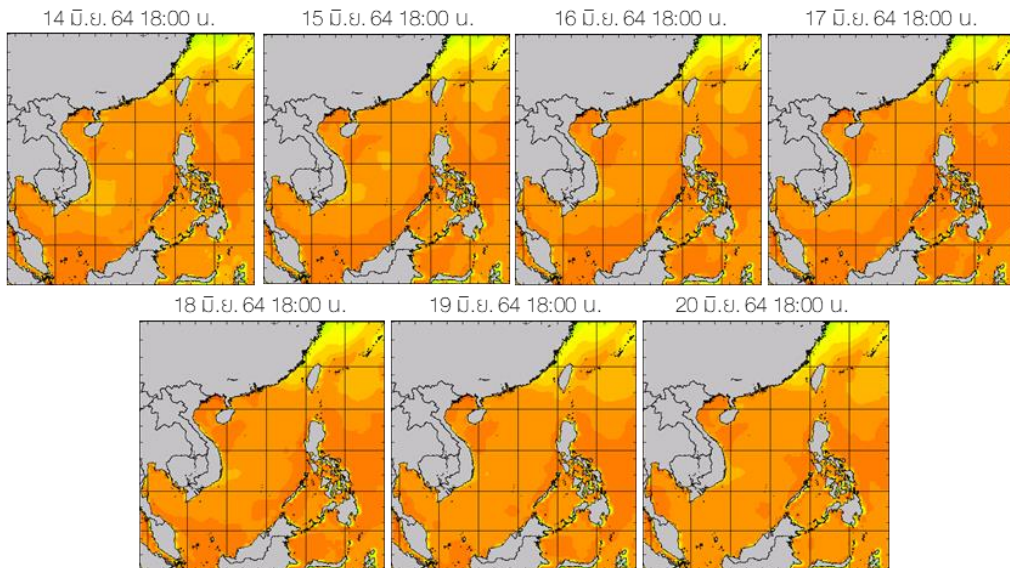 14 มิ.ย. 64 18:00 น.
15 มิ.ย. 64 18:00 น.
16 มิ.ย. 64 18:00 น.
17 มิ.ย. 64 18:00 น.
18 มิ.ย. 64 18:00 น.
19 มิ.ย. 64 18:00 น.
20 มิ.ย. 64 18:00 น.